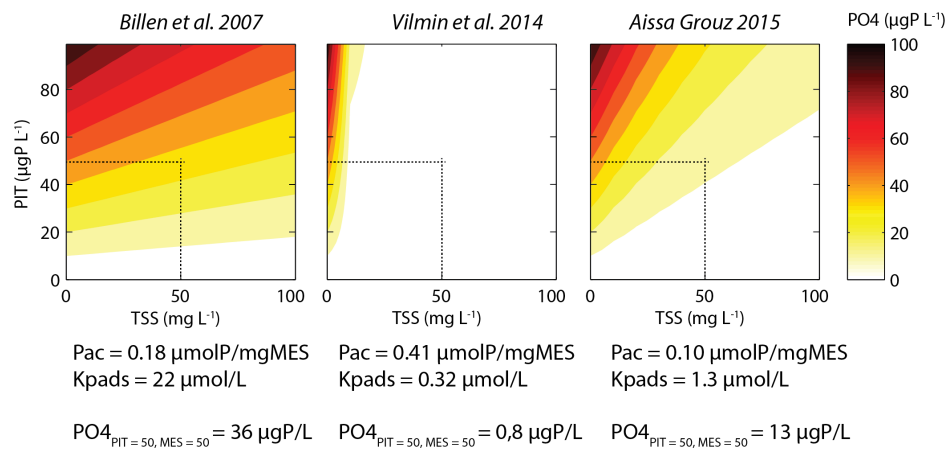 Billen et al. 2007
Vilmin et al. 2014
Aissa Grouz 2015
PO4 (µgP L-1)
PIT (µgP L-1)
80
60
40
20
0
0 50 100
TSS (mg L-1)
0 50 100
TSS (mg L-1)
0 50 100
TSS (mg L-1)
100
80
60
40
20
0
Pac = 0.18 µmolP/mgMES
Kpads = 22 µmol/L
PO4PIT = 50, MES = 50 = 36 µgP/L
Pac = 0.41 µmolP/mgMES
Kpads = 0.32 µmol/L
PO4PIT = 50, MES = 50 = 0,8 µgP/L
Pac = 0.10 µmolP/mgMES
Kpads = 1.3 µmol/L
PO4PIT = 50, MES = 50 = 13 µgP/L